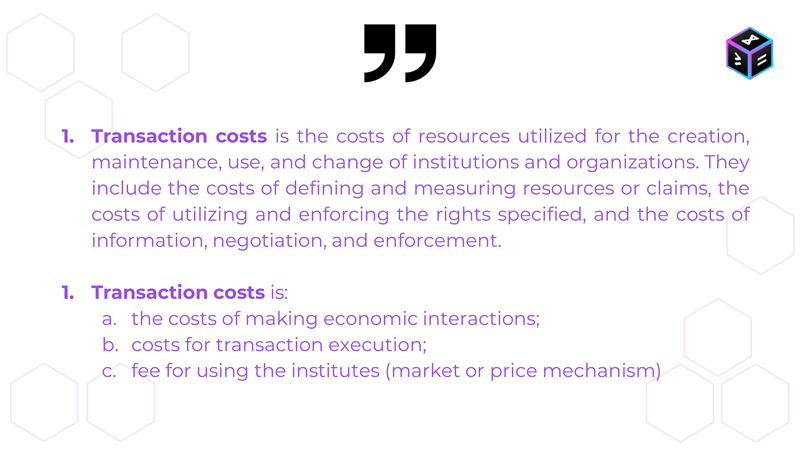 1. Transaction costs is the costs of resources utilized for the creation,
maintenance, use, and change of institutions and organizations. They
include the costs of defining and measuring resources or claims, the
costs of utilizing and enforcing the rights specified, and the costs of
information, negotiation, and enforcement.
1. Transaction costs is:
a. the costs of making economic interactions;
b. costs for transaction execution;
c. fee for using the institutes (market or price mechanism)